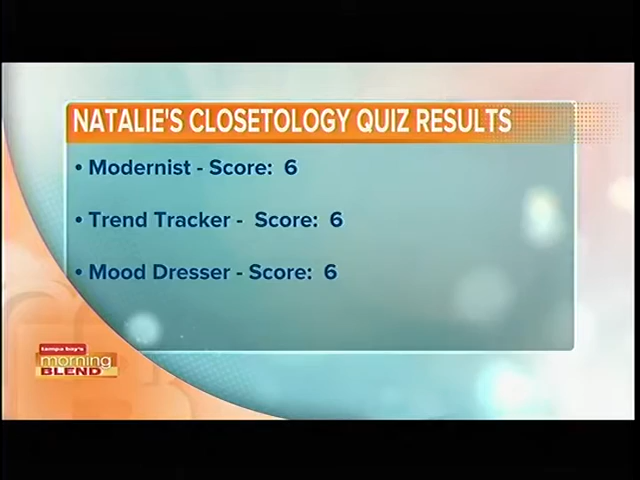 NATALIE'S CLOSETOLOGY QUIZ RESULTS
• Modernist - Score: 6
• Trend Tracker - Score: 6
• Mood Dresser - Score: 6
tampa bay's
morning
BLEND